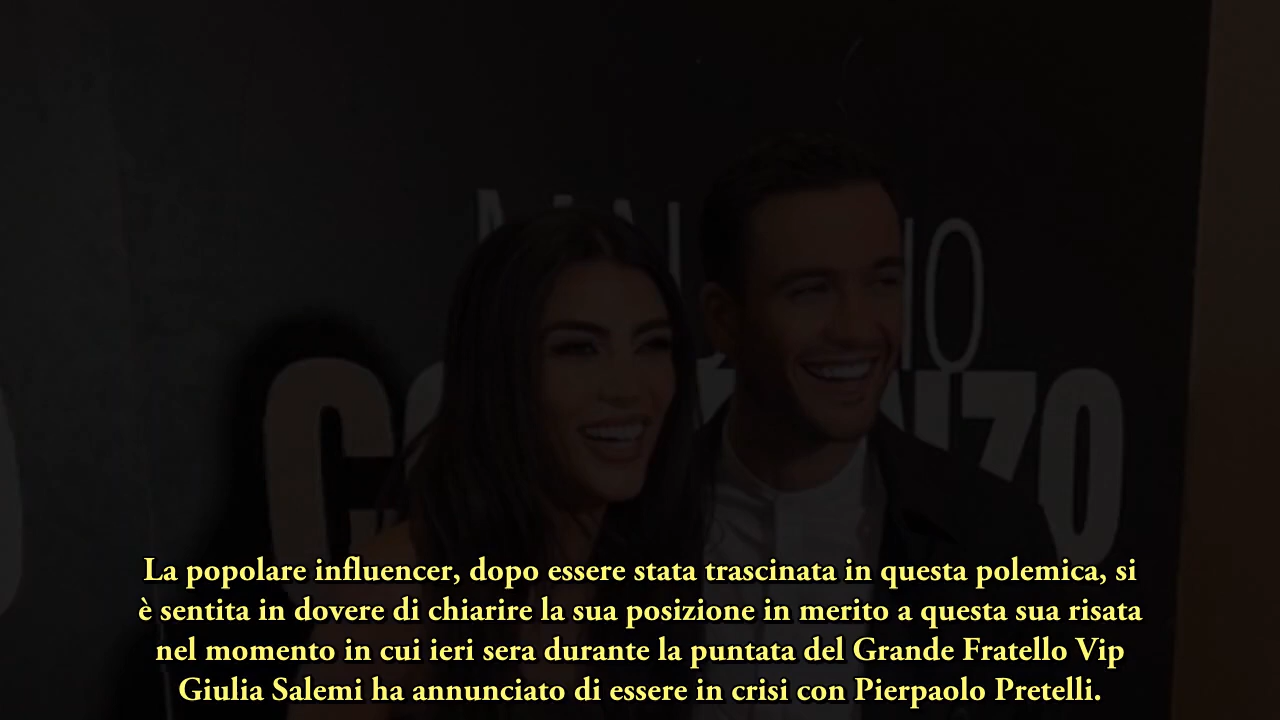 MAURIZIO
COSTANZO
La popolare influencer, dopo essere stata trascinata in questa polemica, si
è sentita in dovere di chiarire la sua posizione in merito a questa sua risata
nel momento in cui ieri sera durante la puntata del Grande Fratello Vip
Giulia Salemi ha annunciato di essere in crisi con Pierpaolo Pretelli.